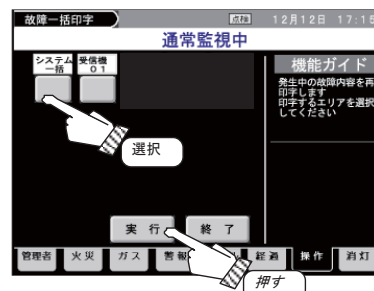 故障一括印字 点検 12月12日 17:15
通常監視中
システム
一括
受信機
01
機能ガイド
発生中の故障内容を再
印字します
印字するエリアを選択
してください
選択
実行 終了
管理者 火災 ガス 警報 経過 操作 消灯
押す